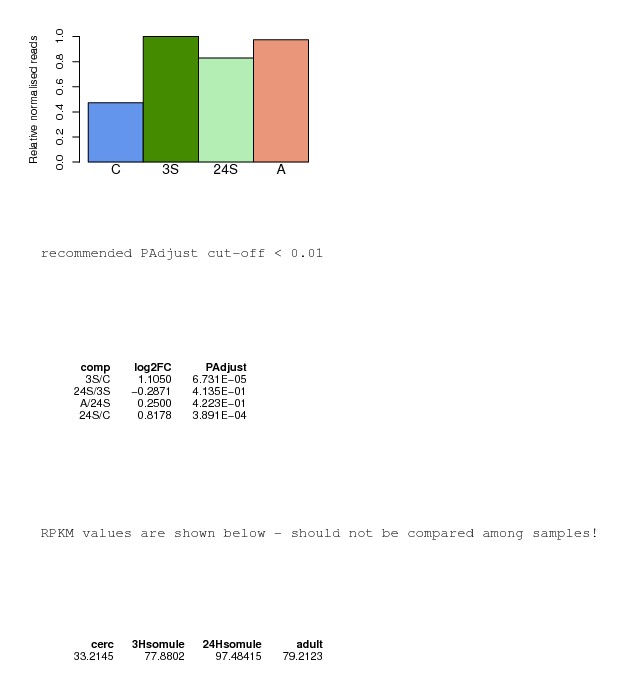 Relative normalised reads
1.0
0.8
0.6
0.4
0.2
0.0
C 3S 24S A
recommended PAdjust cut-off < 0.01
comp log2FC PAdjust
3S/C 1.1050 6.731E-05
24S/3S -0.2871 4.135E-01
A/24S 0.2500 4.223E-01
24S/C 0.8178 3.891E-04
RPKM values are shown below - should not be compared among samples!
cerc 3Hsomule 24Hsomule adult
33.2145 77.8802 97.48415 79.2123